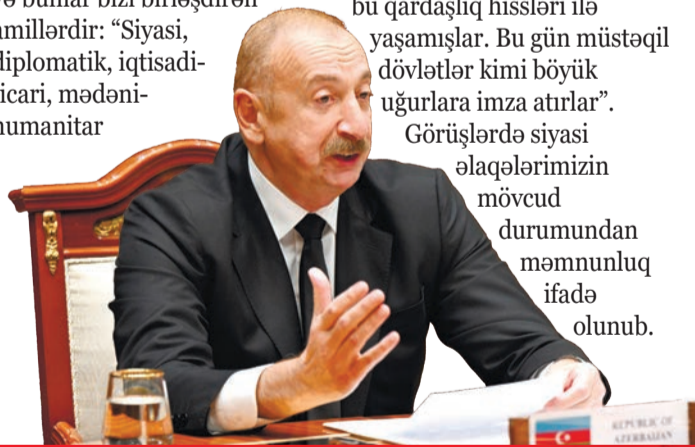 və bunlar bizi birləşdirən
amillərdir: “Siyasi,
diplomatik, iqtisadi-
ticari, mədəni-
humanitar
bu qardaşlıq hissləri ilə
yaşamışlar. Bu gün müstəqil
dövlətlər kimi böyük
uğurlara imza atırlar”.
Görüşlərdə siyasi
əlaqələrimizin
mövcud
durumundan
məmnunluq
ifadə
olunub.
REPUBLIC OF
AZERBAIJAN